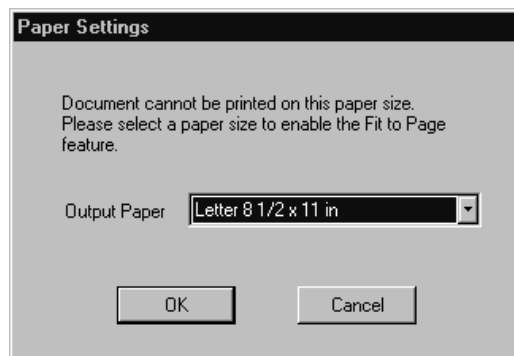 Paper Settings
Document cannot be printed on this paper size.
Please select a paper size to enable the Fit to Page
feature.
Output Paper Letter 8 1/2 x 11 in
OK Cancel